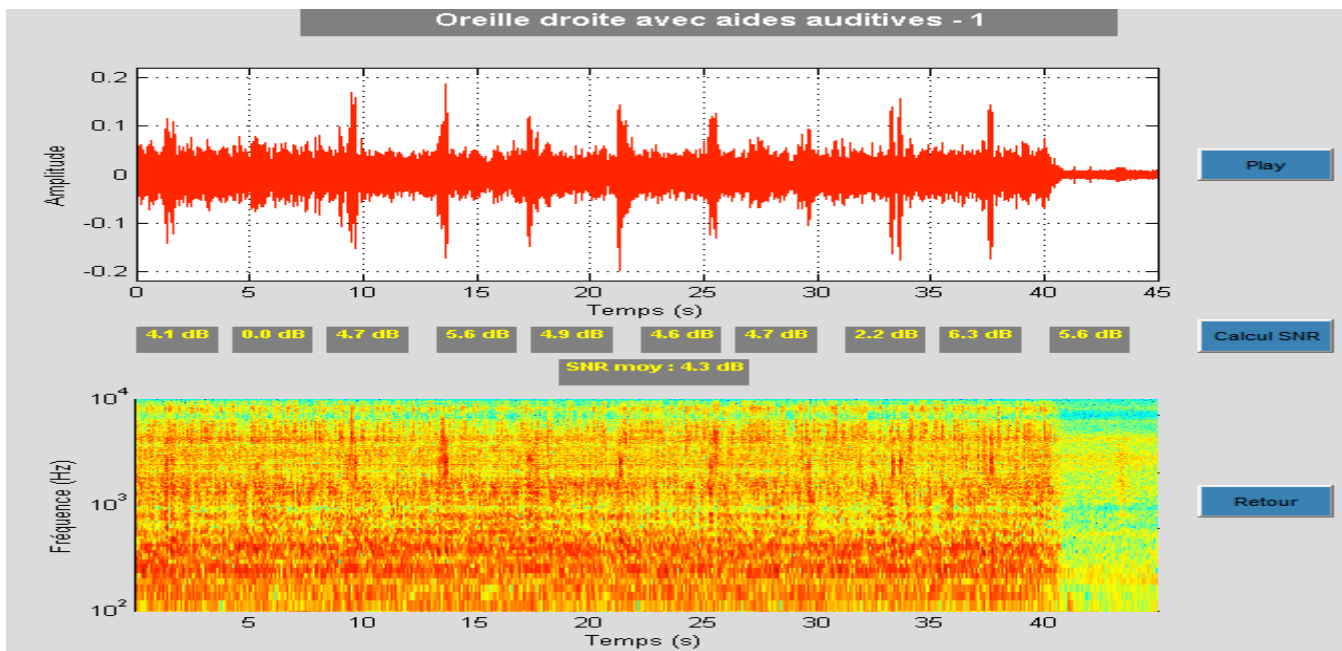 Oreille droite avec aides auditives - 1
0.2
0.1
0
-0.1
-0.2
Amplitude
0 5 10 15 20 25 30 35 40 45
Temps (s)
Play
4.1 dB 0.0 dB 4.7 dB 5.6 dB 4.9 dB 4.6 dB 4.7 dB 2.2 dB 6.3 dB 5.6 dB
Calcul SNR
SNR moy : 4.3 dB
10⁴
10³
10²
Fréquence (Hz)
5 10 15 20 25 30 35 40
Temps (s)
Retour